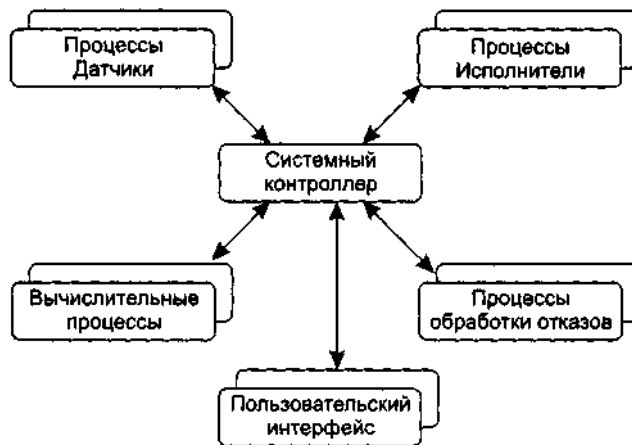 Процессы
Датчики
Процессы
Исполнители
Системный
контроллер
Вычислительные
процессы
Процессы
обработки отказов
Пользовательский
интерфейс